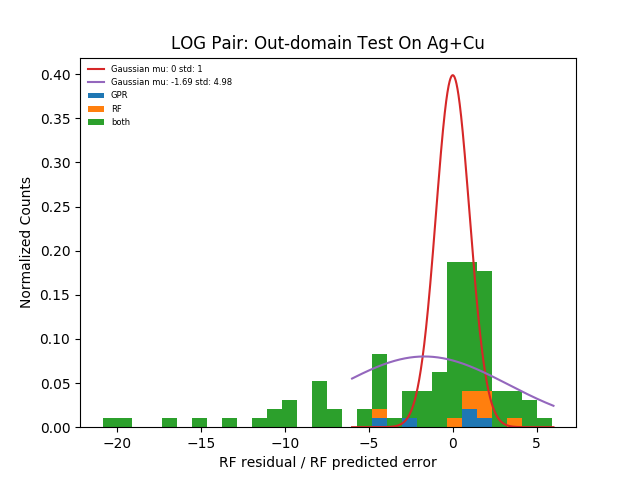 LOG Pair: Out-domain Test On Ag+Cu
Gaussian mu: 0 std: 1
Gaussian mu: -1.69 std: 4.98
GPR
RF
both
Normalized Counts
0.40
0.35
0.30
0.25
0.20
0.15
0.10
0.05
0.00
−20 −15 −10 −5 0 5
RF residual / RF predicted error